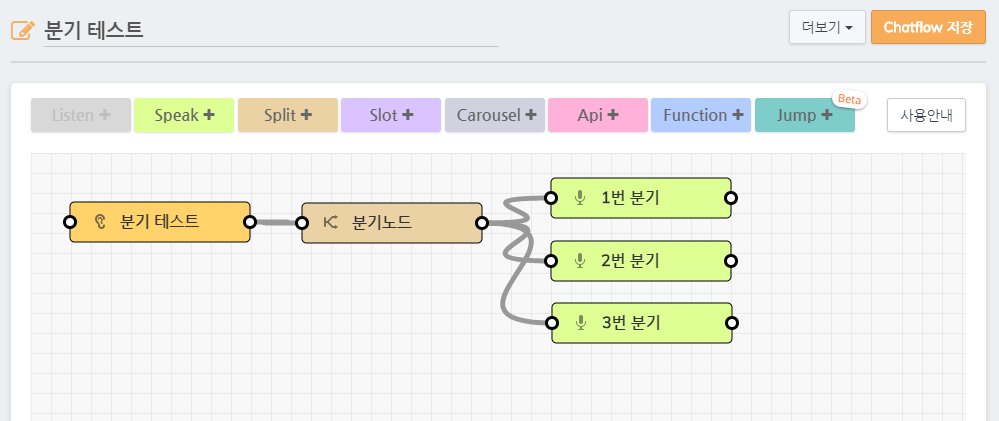 분기 테스트
더보기
Chatflow 저장
Listen + Speak + Split + Slot + Carousel + Api + Function + Jump +
Beta
사용안내
분기 테스트
분기노드
1번 분기
2번 분기
3번 분기